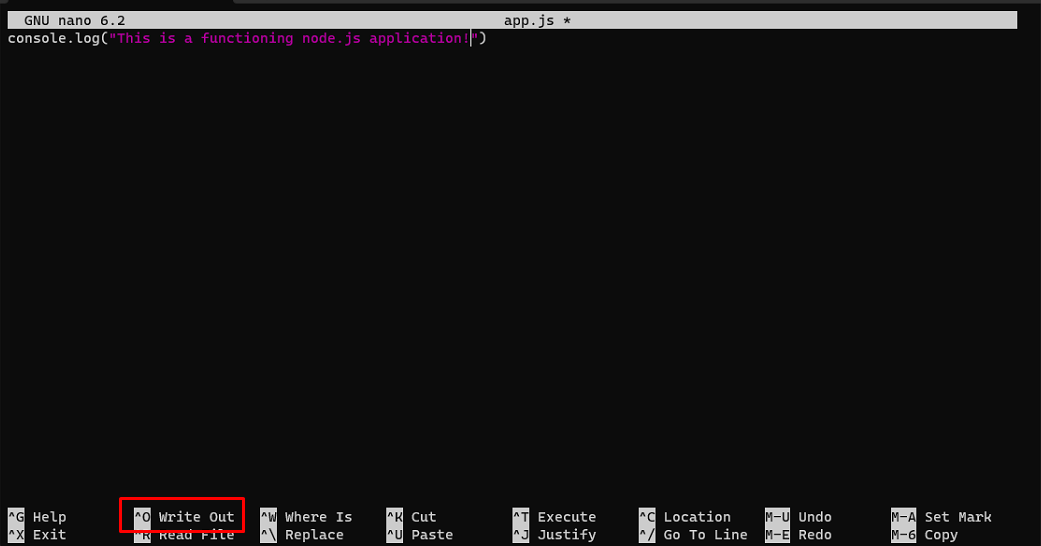 GNU nano 6.2 app.js *
console.log("This is a functioning node.js application!")
^G Help ^O Write Out ^W Where Is ^K Cut ^T Execute ^C Location M-U Undo M-A Set Mark
^X Exit ^R Read File ^\ Replace ^U Paste ^J Justify ^/ Go To Line M-E Redo M-6 Copy